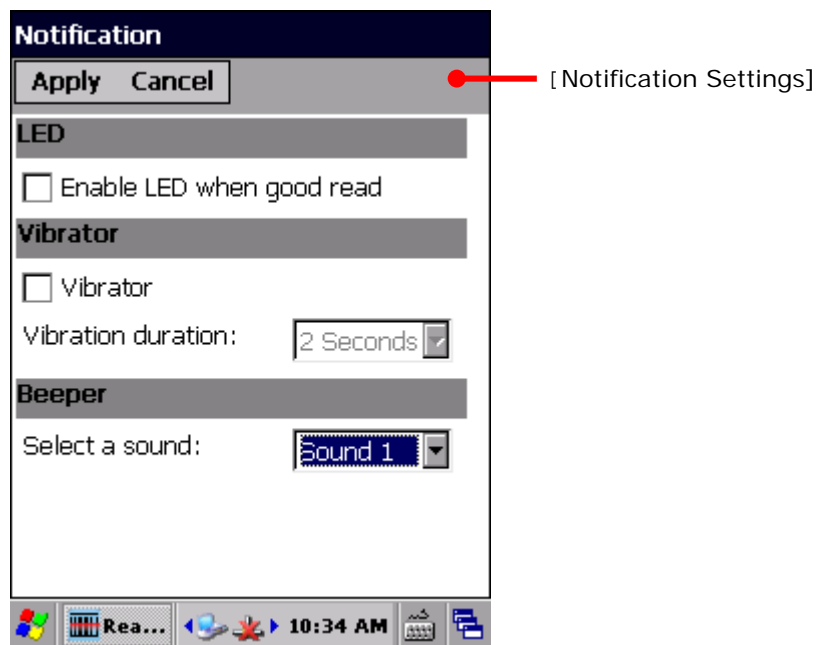 Notification
Apply Cancel
[Notification Settings]
LED
Enable LED when good read
Vibrator
Vibrator
Vibration duration: 2 Seconds
Beeper
Select a sound: Sound 1
Rea... 10:34 AM